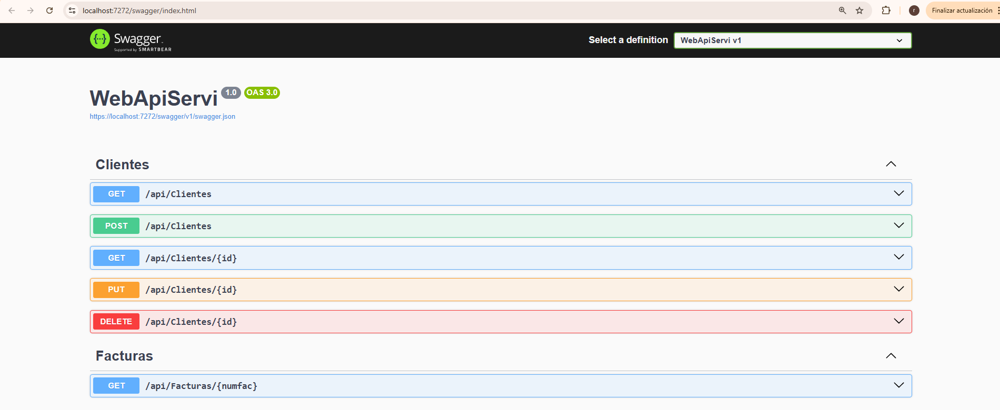 localhost:7272/swagger/index.html
r
Finalizar actualización
Swagger
Supported by SMARTBEAR
Select a definition
WebApiServi v1
WebApiServi 1.0 OAS 3.0
https://localhost:7272/swagger/v1/swagger.json
Clientes
GET /api/Clientes
POST /api/Clientes
GET /api/Clientes/{id}
PUT /api/Clientes/{id}
DELETE /api/Clientes/{id}
Facturas
GET /api/Facturas/{numfac}